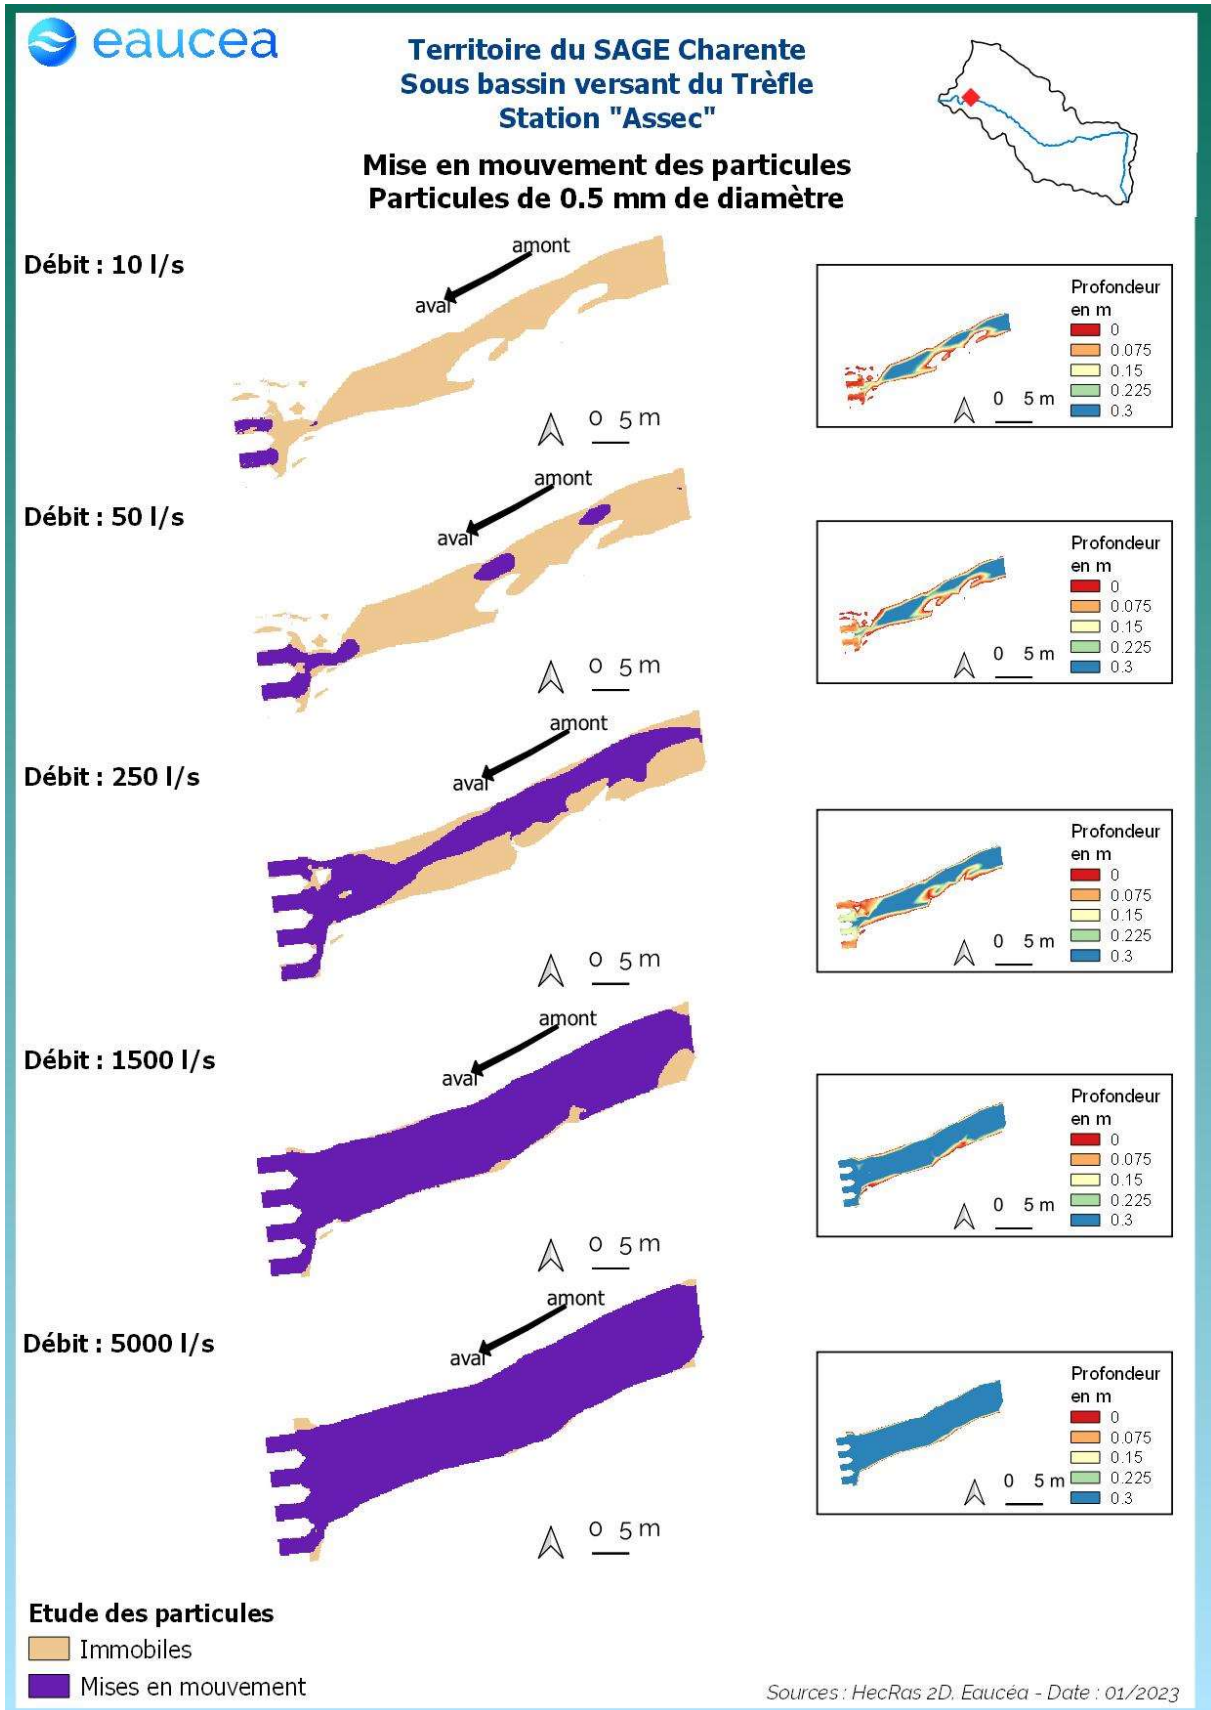 eaucea
Territoire du SAGE Charente
Sous bassin versant du Trèfle
Station "Assec"
Mise en mouvement des particules
Particules de 0.5 mm de diamètre
Débit : 10 l/s
amont
aval
0 5 m
Profondeur
en m
0
0.075
0.15
0.225
0.3
0 5 m
Débit : 50 l/s
amont
aval
0 5 m
Profondeur
en m
0
0.075
0.15
0.225
0.3
0 5 m
Débit : 250 l/s
amont
aval
0 5 m
Profondeur
en m
0
0.075
0.15
0.225
0.3
0 5 m
Débit : 1500 l/s
amont
aval
0 5 m
Profondeur
en m
0
0.075
0.15
0.225
0.3
0 5 m
Débit : 5000 l/s
amont
aval
0 5 m
Profondeur
en m
0
0.075
0.15
0.225
0.3
0 5 m
Etude des particules
Immobiles
Mises en mouvement
Sources : HecRas 2D, Eaucéa - Date : 01/2023